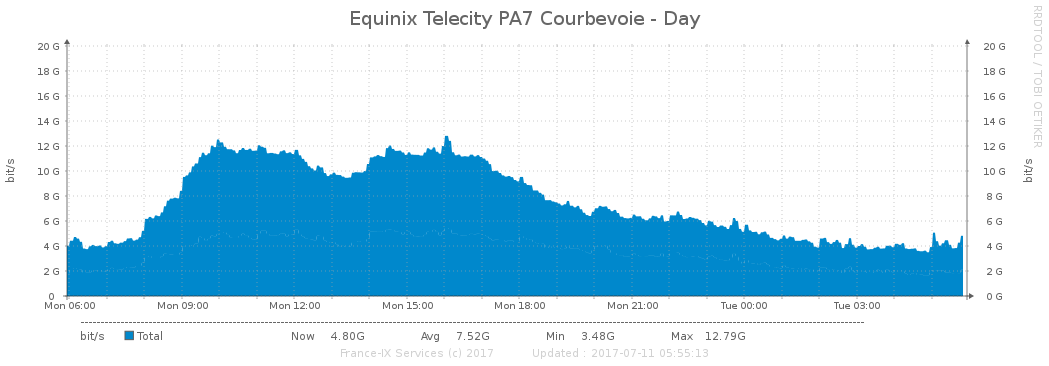 Equinix Telecity PA7 Courbevoie - Day
RRDTOOL / TOBI OETIKER
bit/s
bit/s
20 G 20 G
18 G 18 G
16 G 16 G
14 G 14 G
12 G 12 G
10 G 10 G
8 G 8 G
6 G 6 G
4 G 4 G
2 G 2 G
0 0 G
Mon 06:00 Mon 09:00 Mon 12:00 Mon 15:00 Mon 18:00 Mon 21:00 Tue 00:00 Tue 03:00
bit/s Total Now 4.80G Avg 7.52G Min 3.48G Max 12.79G
France-IX Services (c) 2017 Updated : 2017-07-11 05:55:13